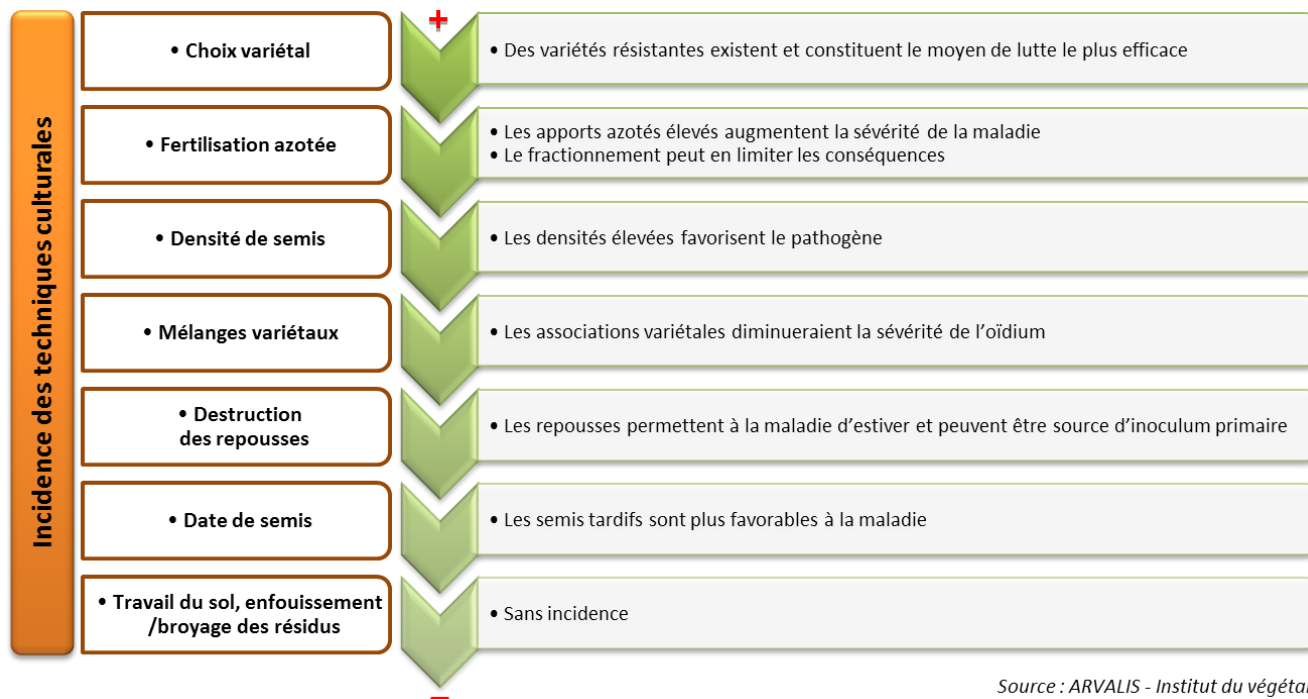 Incidence des techniques culturales
+
• Choix variétal
• Des variétés résistantes existent et constituent le moyen de lutte le plus efficace
• Fertilisation azotée
• Les apports azotés élevés augmentent la sévérité de la maladie
• Le fractionnement peut en limiter les conséquences
• Densité de semis
• Les densités élevées favorisent le pathogène
• Mélanges variétaux
• Les associations variétales diminueraient la sévérité de l’oïdium
• Destruction
des repousses
• Les repousses permettent à la maladie d’estiver et peuvent être source d’inoculum primaire
• Date de semis
• Les semis tardifs sont plus favorables à la maladie
• Travail du sol, enfouissement
/broyage des résidus
• Sans incidence
–
Source : ARVALIS - Institut du végétal